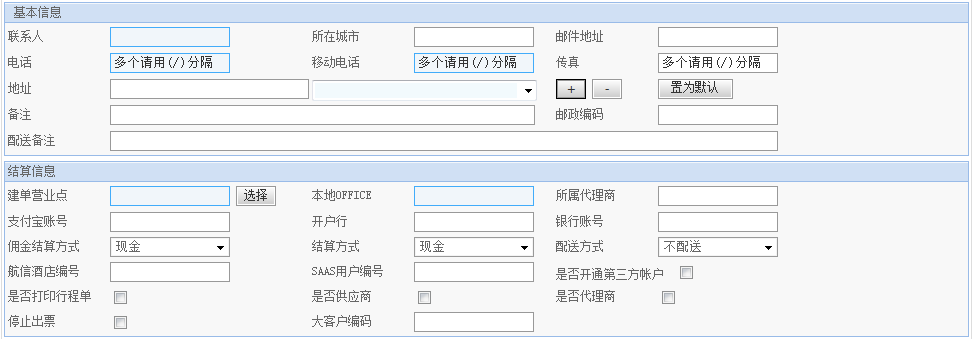 基本信息
联系人 所在城市 邮件地址
电话 多个请用(/)分隔 移动电话 多个请用(/)分隔 传真 多个请用(/)分隔
地址 + - 置为默认
备注 邮政编码
配送备注
结算信息
建单营业点 选择 本地OFFICE 所属代理商
支付宝账号 开户行 银行账号
佣金结算方式 现金 结算方式 现金 配送方式 不配送
航信酒店编号 SAAS用户编号 是否开通第三方帐户
是否打印行程单 是否供应商 是否代理商
停止出票 大客户编码